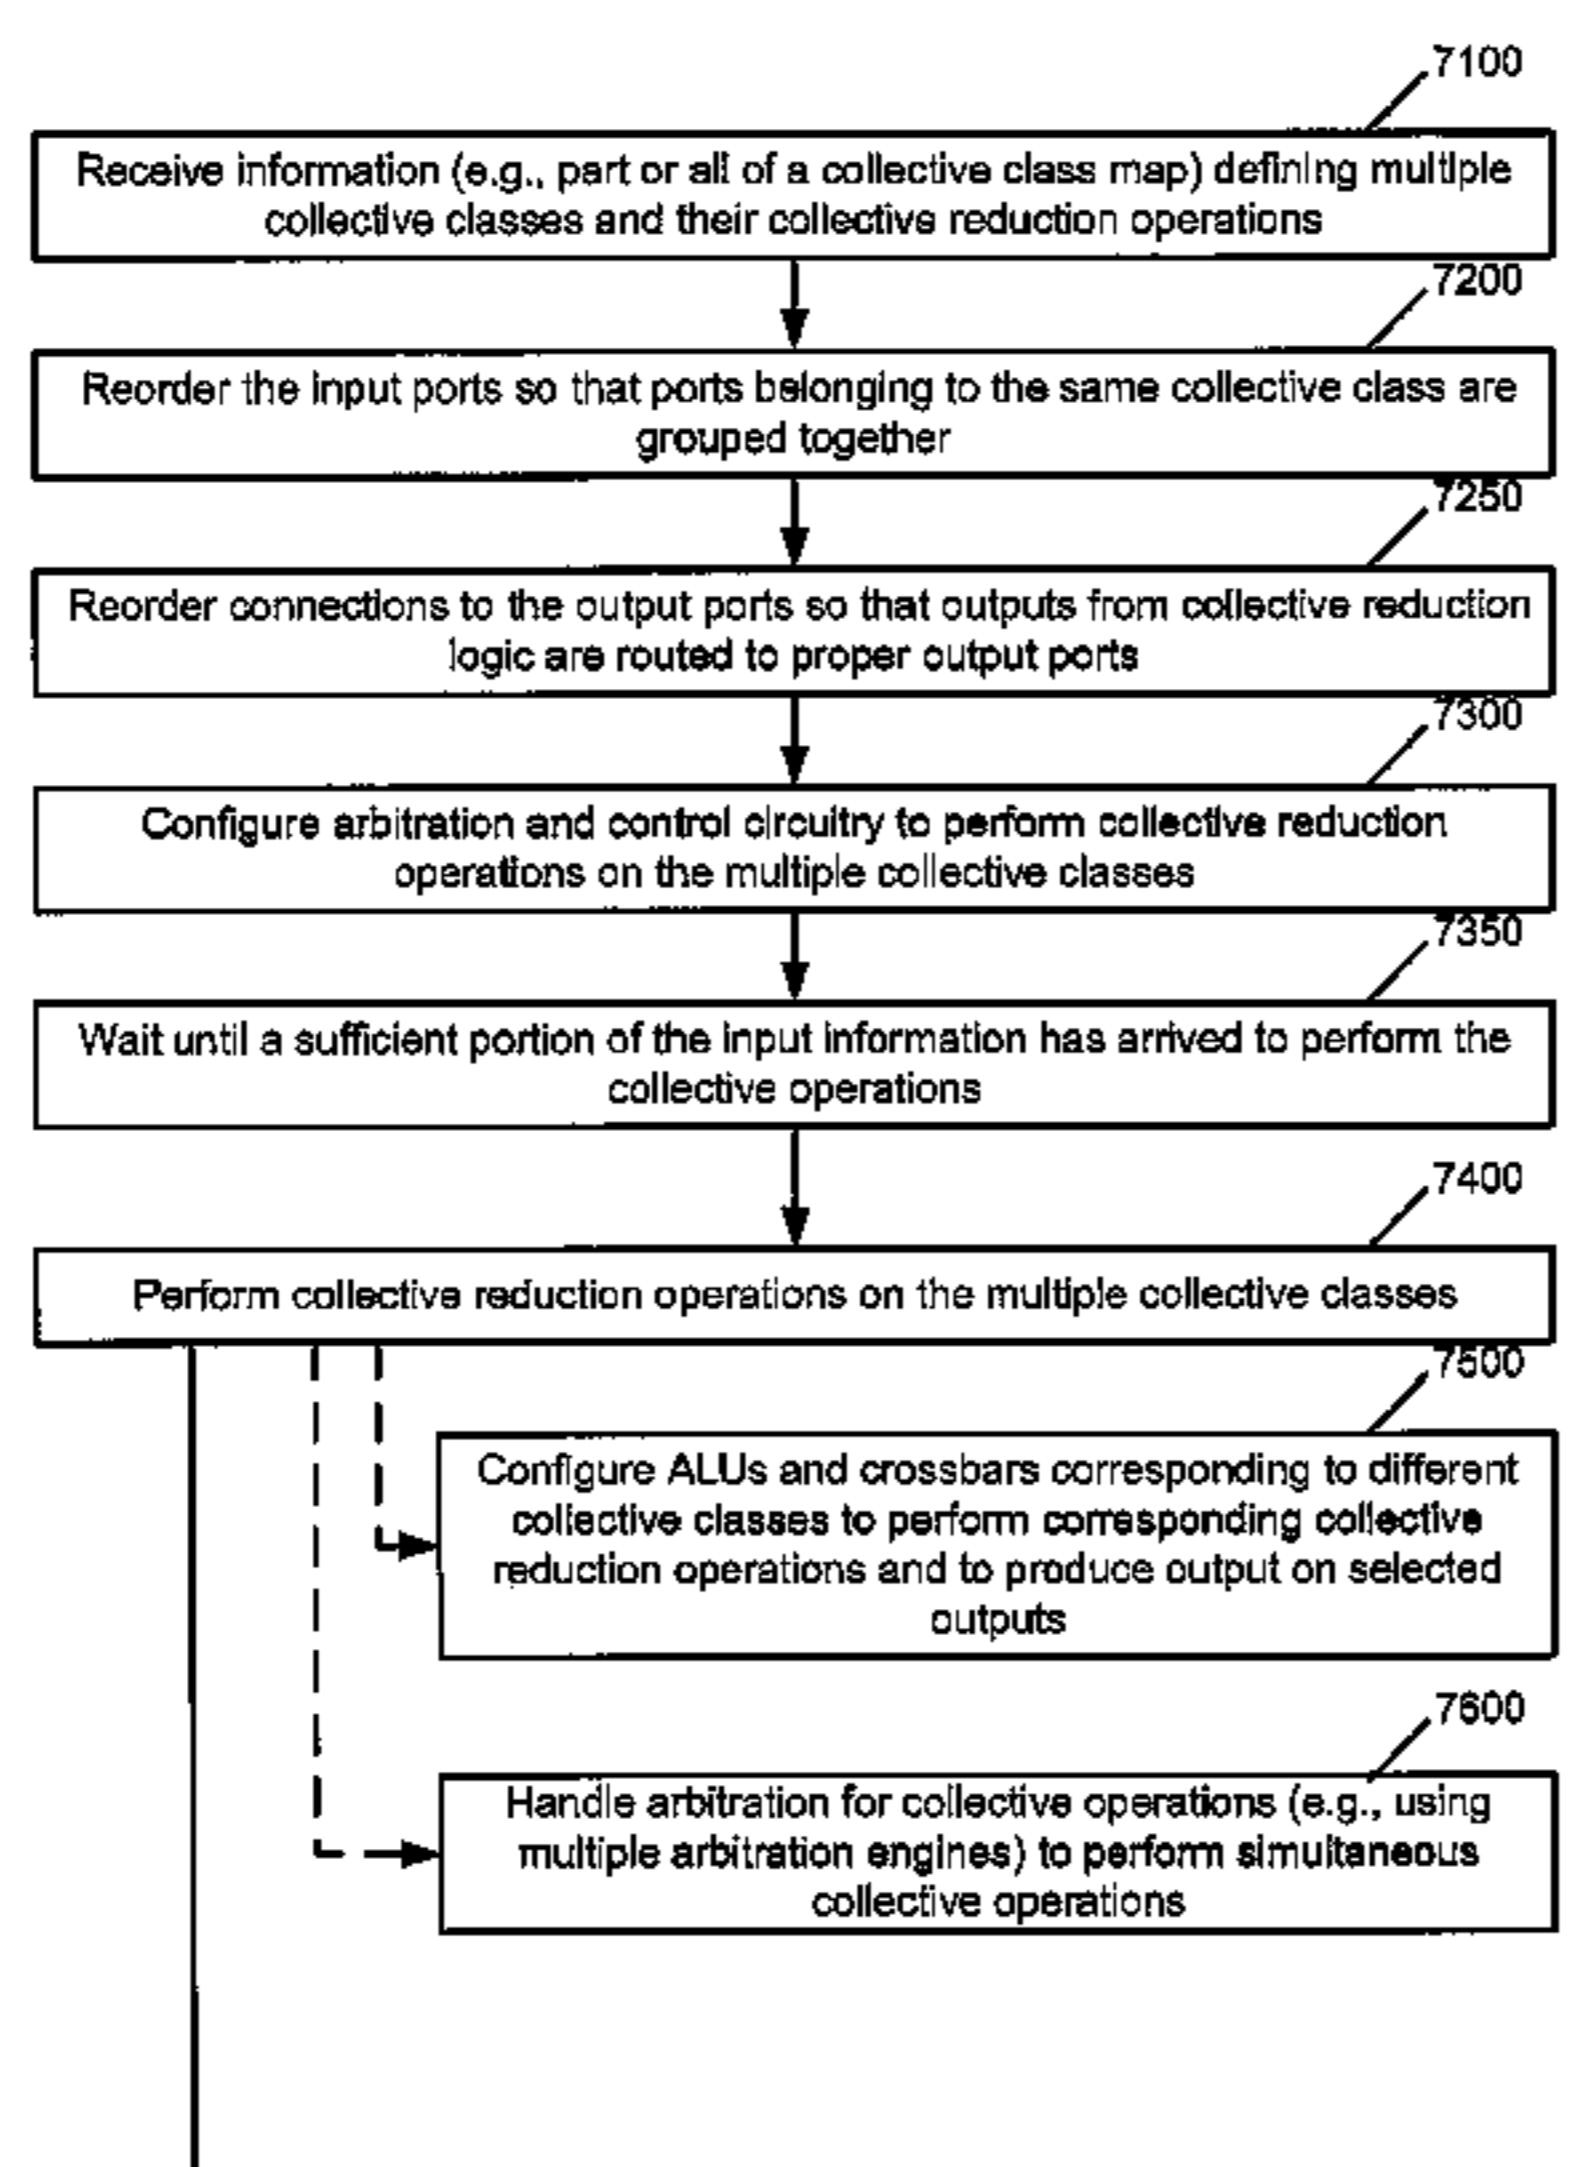 7100
Receive information (e.g., part or all of a collective class map) defining multiple
collective classes and their collective reduction operations
7200
Reorder the input ports so that ports belonging to the same collective class are
grouped together
7250
Reorder connections to the output ports so that outputs from collective reduction
logic are routed to proper output ports
7300
Configure arbitration and control circuitry to perform collective reduction
operations on the multiple collective classes
7350
Wait until a sufficient portion of the input information has arrived to perform the
collective operations
7400
Perform collective reduction operations on the multiple collective classes
7500
Configure ALUs and crossbars corresponding to different
collective classes to perform corresponding collective
reduction operations and to produce output on selected
outputs
7600
Handle arbitration for collective operations (e.g., using
multiple arbitration engines) to perform simultaneous
collective operations